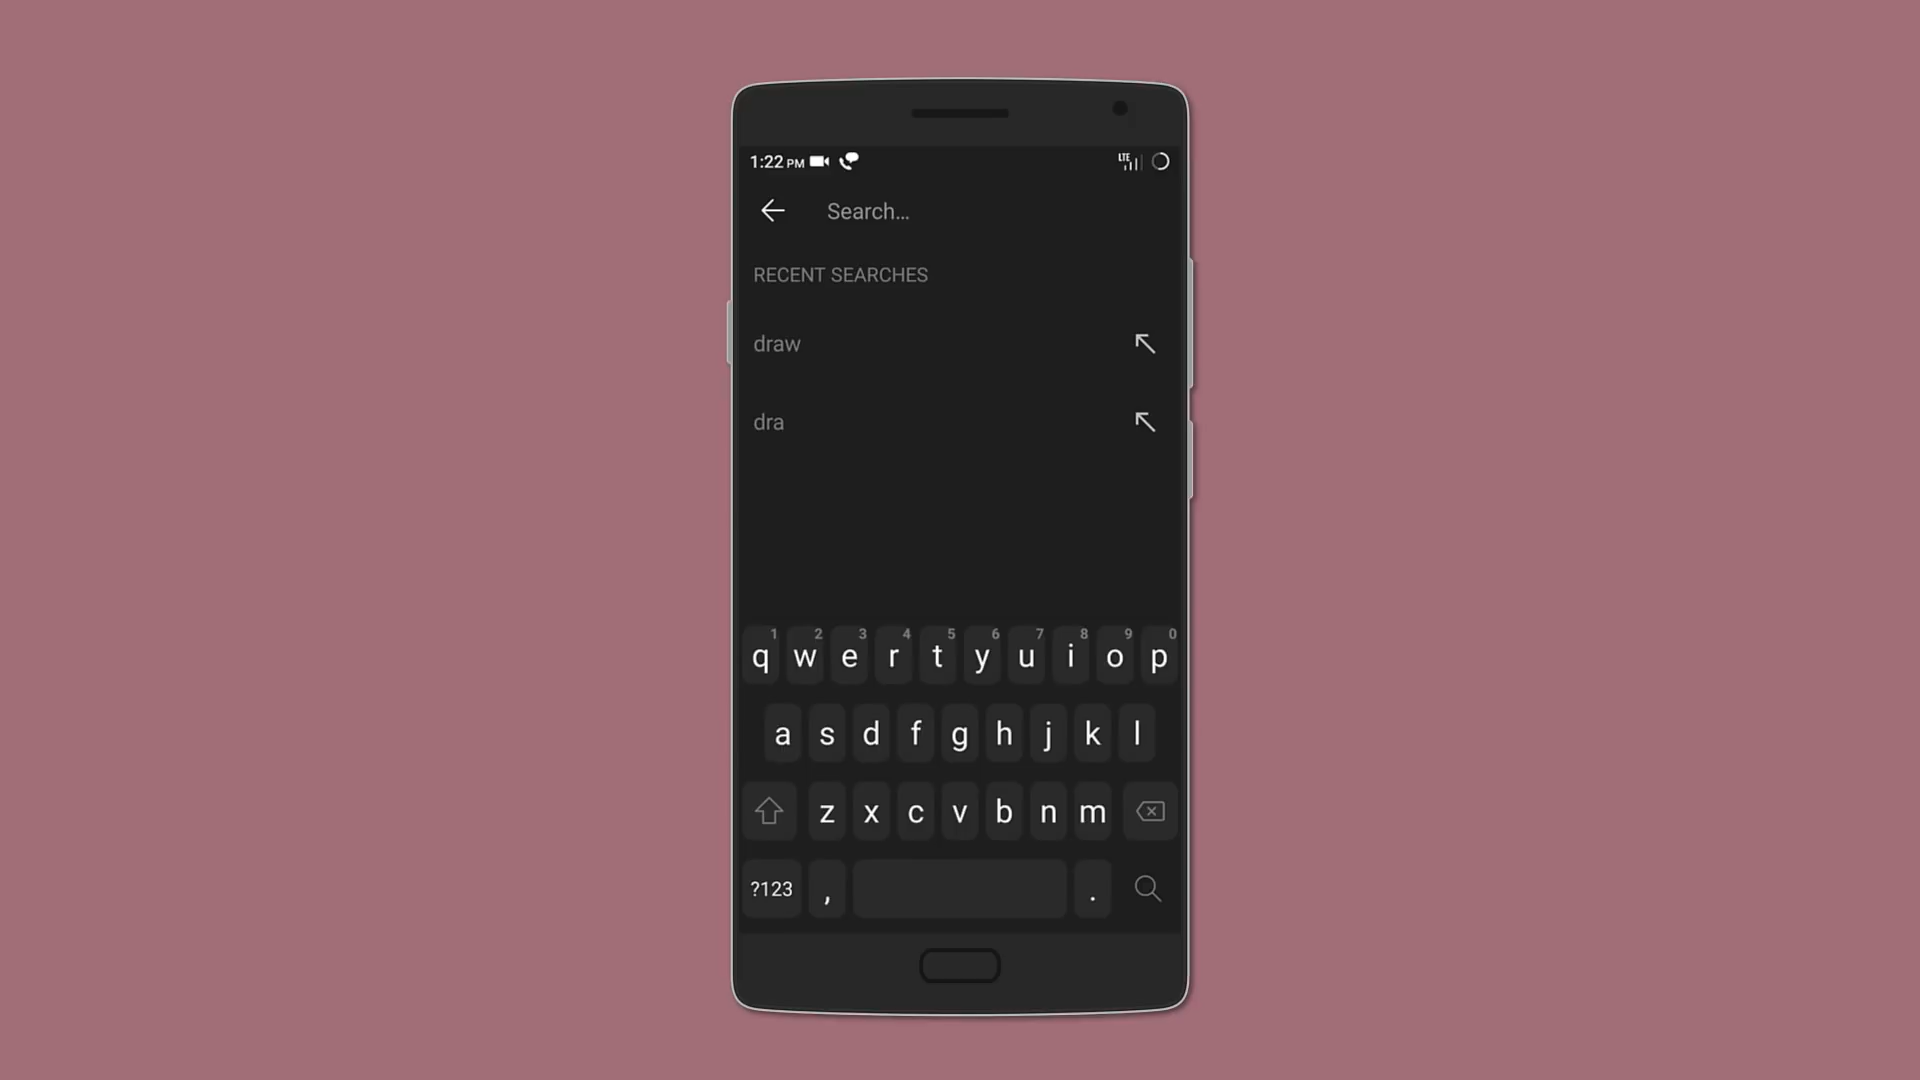 1:22 PM LTE
Search...
RECENT SEARCHES
draw
dra
1 2 3 4 5 6 7 8 9 0
q w e r t y u i o p
a s d f g h j k l
z x c v b n m
?123 , .